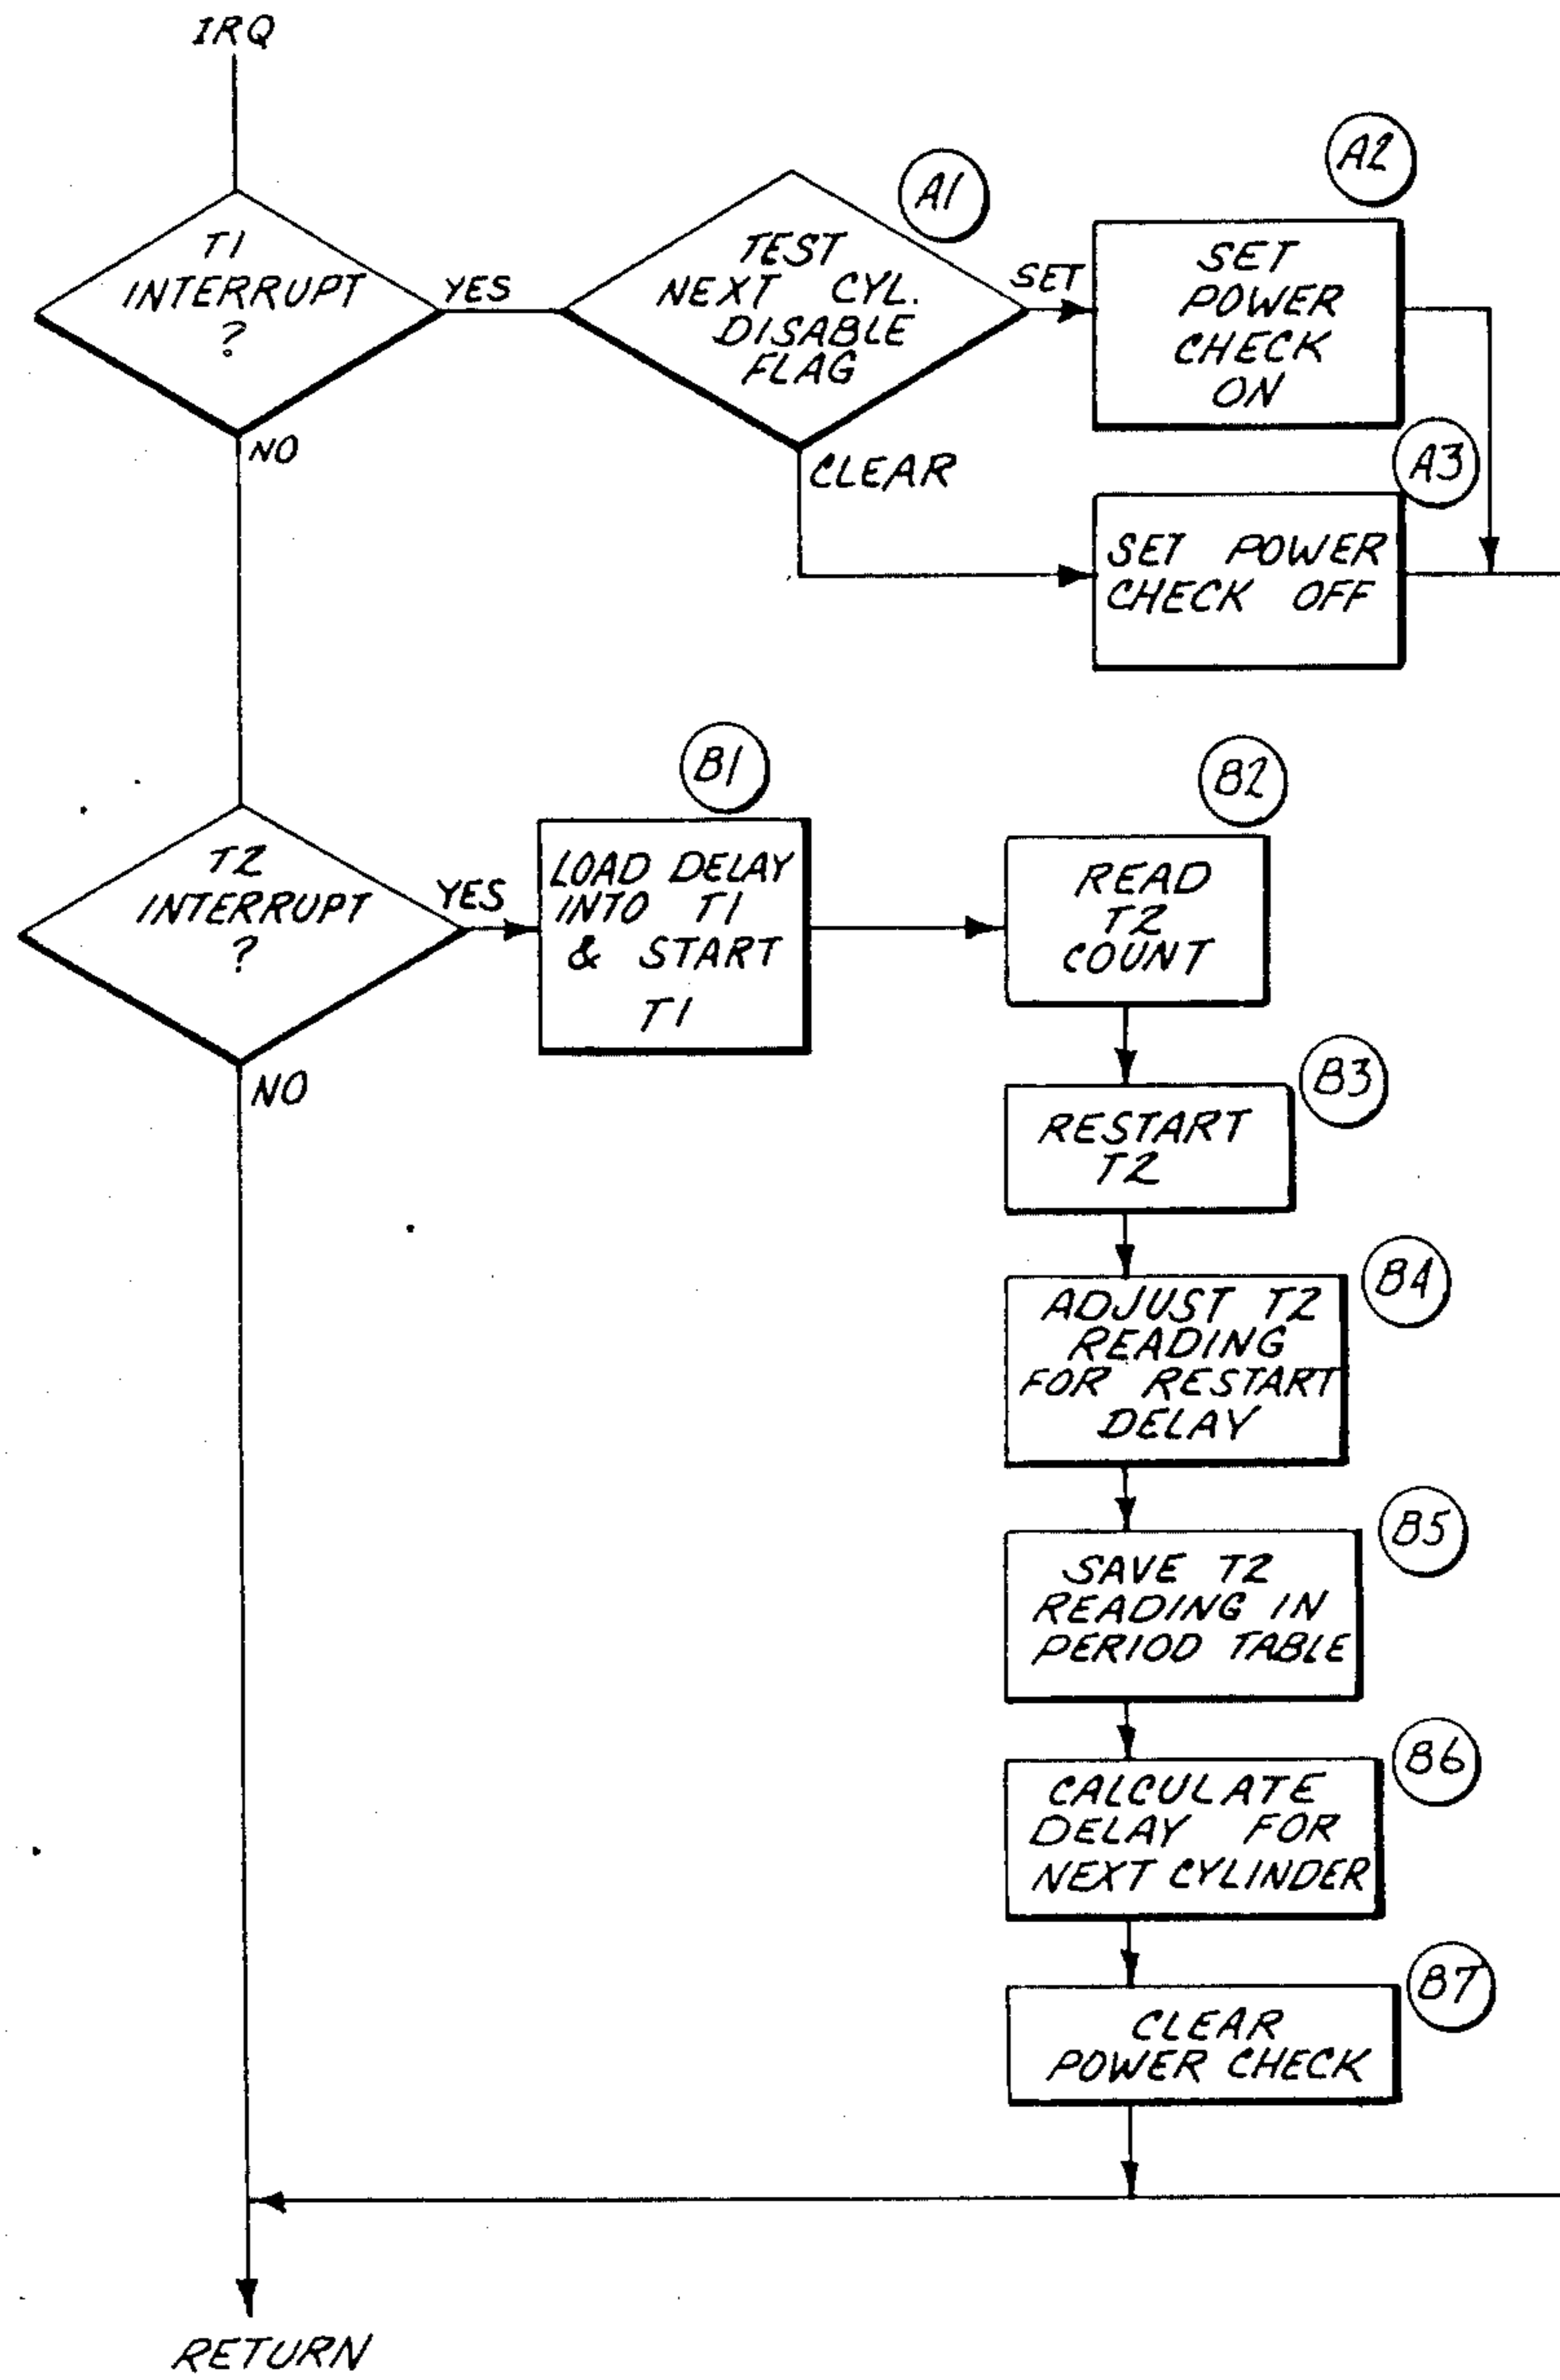 IRQ
T1
INTERRUPT
?
YES
NO
A1
TEST
NEXT CYL.
DISABLE
FLAG
SET
CLEAR
A2
SET
POWER
CHECK
ON
A3
SET POWER
CHECK OFF
T2
INTERRUPT
?
YES
NO
B1
LOAD DELAY
INTO T1
& START
T1
B2
READ
T2
COUNT
B3
RESTART
T2
B4
ADJUST T2
READING
FOR RESTART
DELAY
B5
SAVE T2
READING IN
PERIOD TABLE
B6
CALCULATE
DELAY FOR
NEXT CYLINDER
B7
CLEAR
POWER CHECK
RETURN